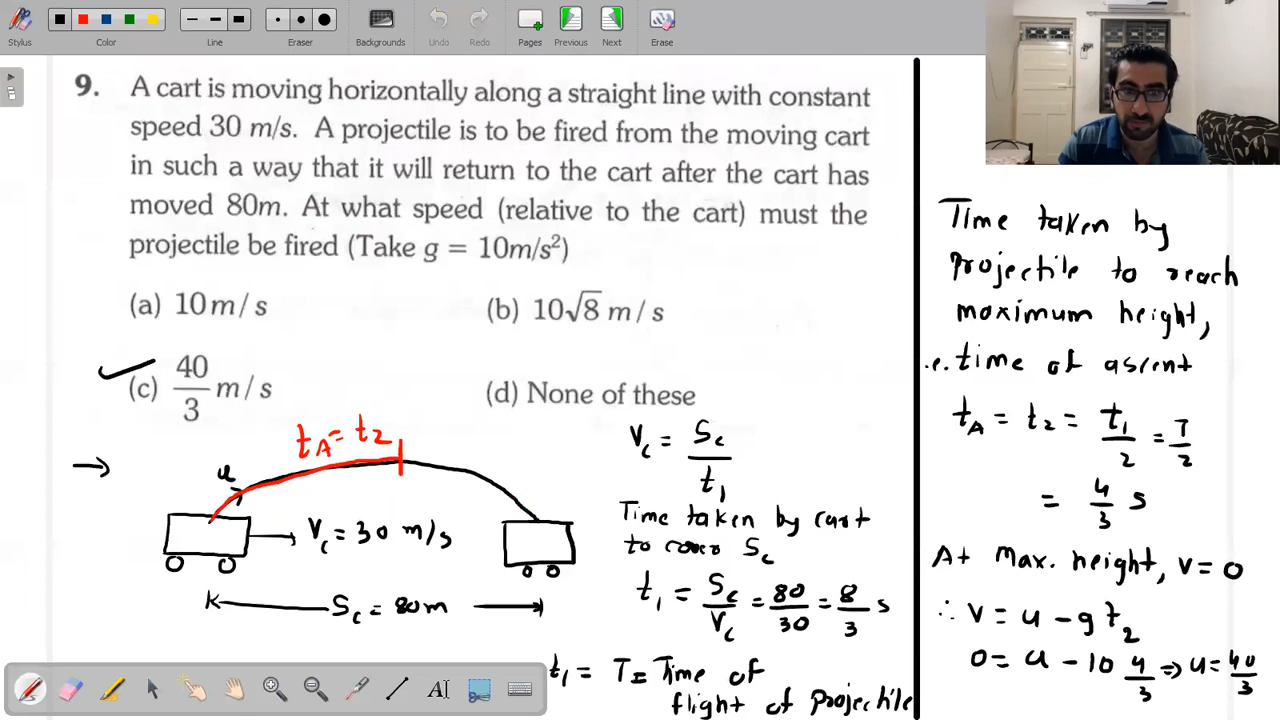 Stylus
Color
Line
Eraser
Backgrounds
Undo
Redo
Pages
Previous
Next
Erase
9. A cart is moving horizontally along a straight line with constant
speed 30 m/s. A projectile is to be fired from the moving cart
in such a way that it will return to the cart after the cart has
moved 80m. At what speed (relative to the cart) must the
projectile be fired (Take g = 10m/s²)
(a) 10 m/s
(b) 10√8 m/s
(c) 40/3 m/s
(d) None of these
tA = t2
→
u
Vc = 30 m/s
Sc = 80m
Vc = Sc/t1
Time taken by cart
to cover Sc
t1 = Sc/Vc = 80/30 = 8/3 s
t1 = T = Time of
flight of projectile
Time taken by
projectile to reach
maximum height,
.e. time of ascent
tA = t2 = t1/2 = T/2
= 4/3 s
At Max. height, v = 0
∴ v = u - g t2
0 = u - 10 4/3 ⇒ u = 40/3